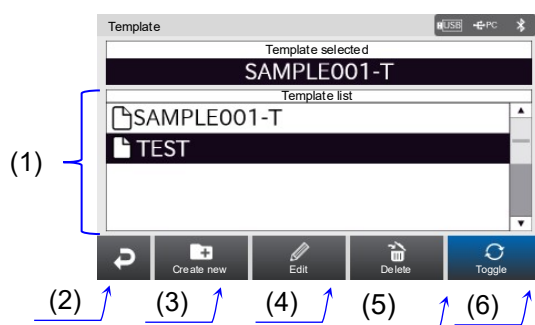 Template
USB PC
Template selected
SAMPLE001-T
Template list
SAMPLE001-T
TEST
(1)
Create new Edit Delete Toggle
(2) (3) (4) (5) (6)